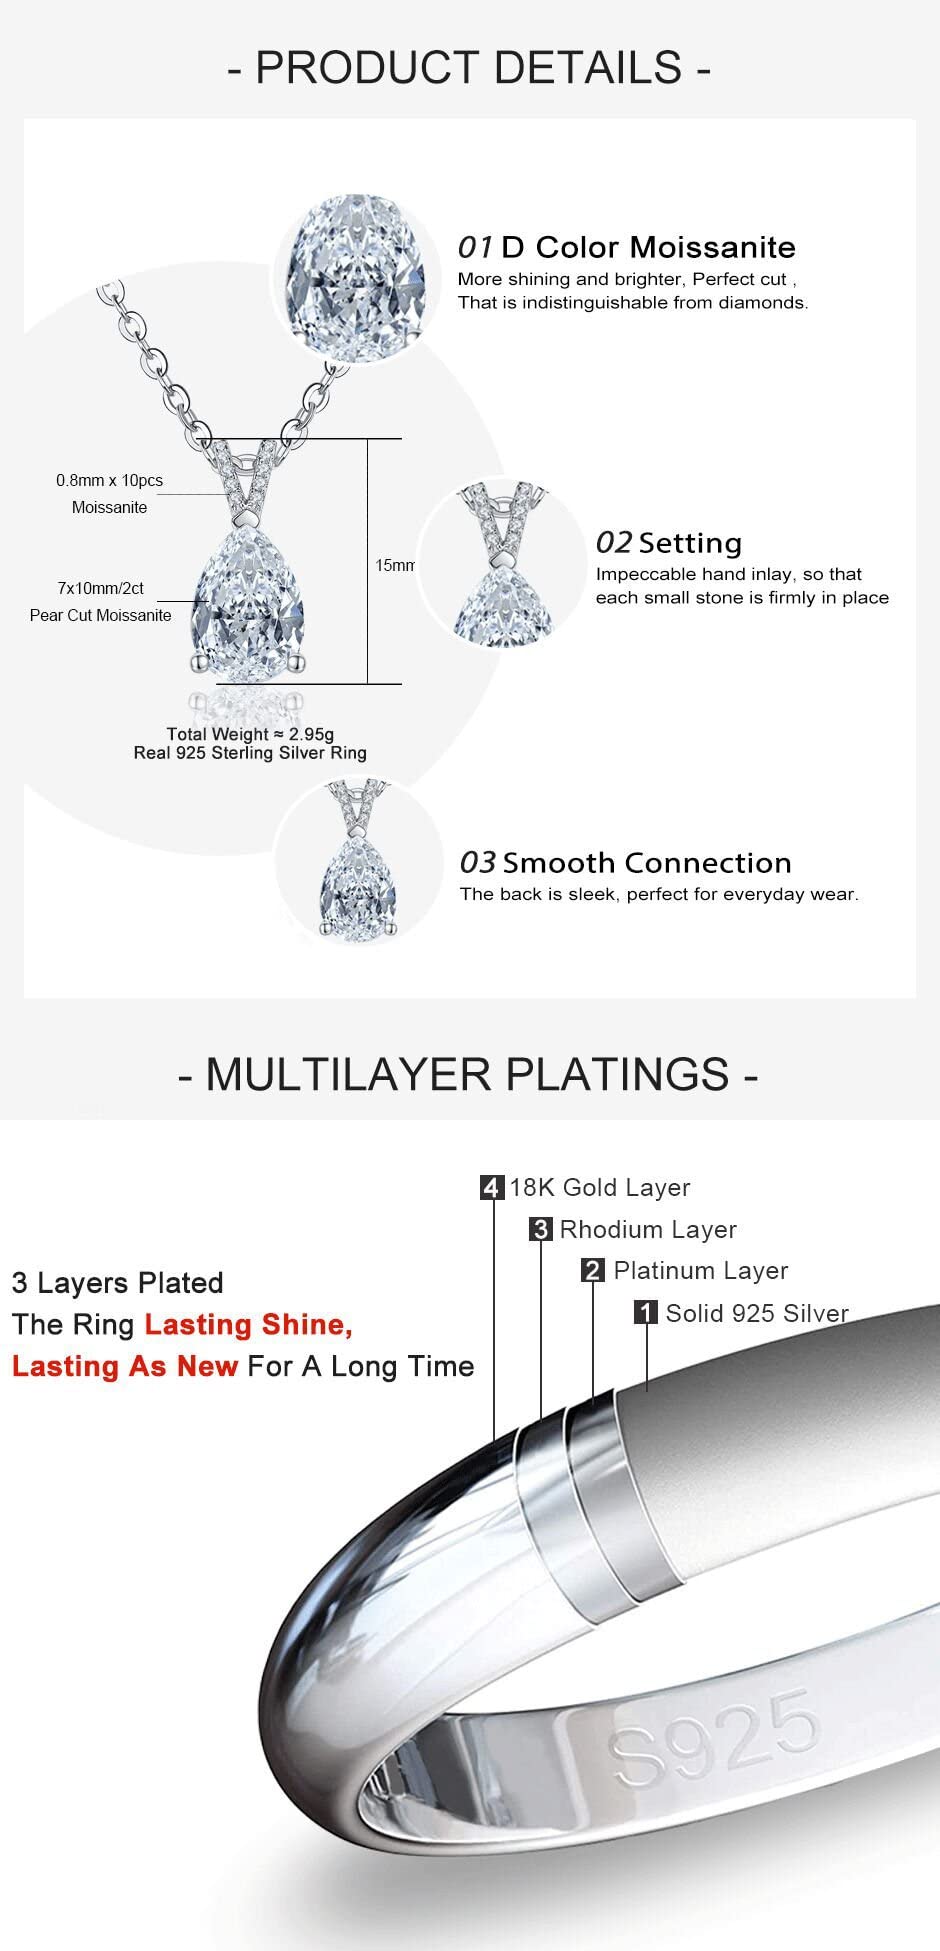 - PRODUCT DETAILS -
01 D Color Moissanite
More shining and brighter, Perfect cut ,
That is indistinguishable from diamonds.
0.8mm x 10pcs
Moissanite
7x10mm/2ct
Pear Cut Moissanite
15mm
02 Setting
Impeccable hand inlay, so that
each small stone is firmly in place
Total Weight ≈ 2.95g
Real 925 Sterling Silver Ring
03 Smooth Connection
The back is sleek, perfect for everyday wear.
- MULTILAYER PLATINGS -
4 18K Gold Layer
3 Rhodium Layer
2 Platinum Layer
1 Solid 925 Silver
3 Layers Plated
The Ring Lasting Shine,
Lasting As New For A Long Time
S925